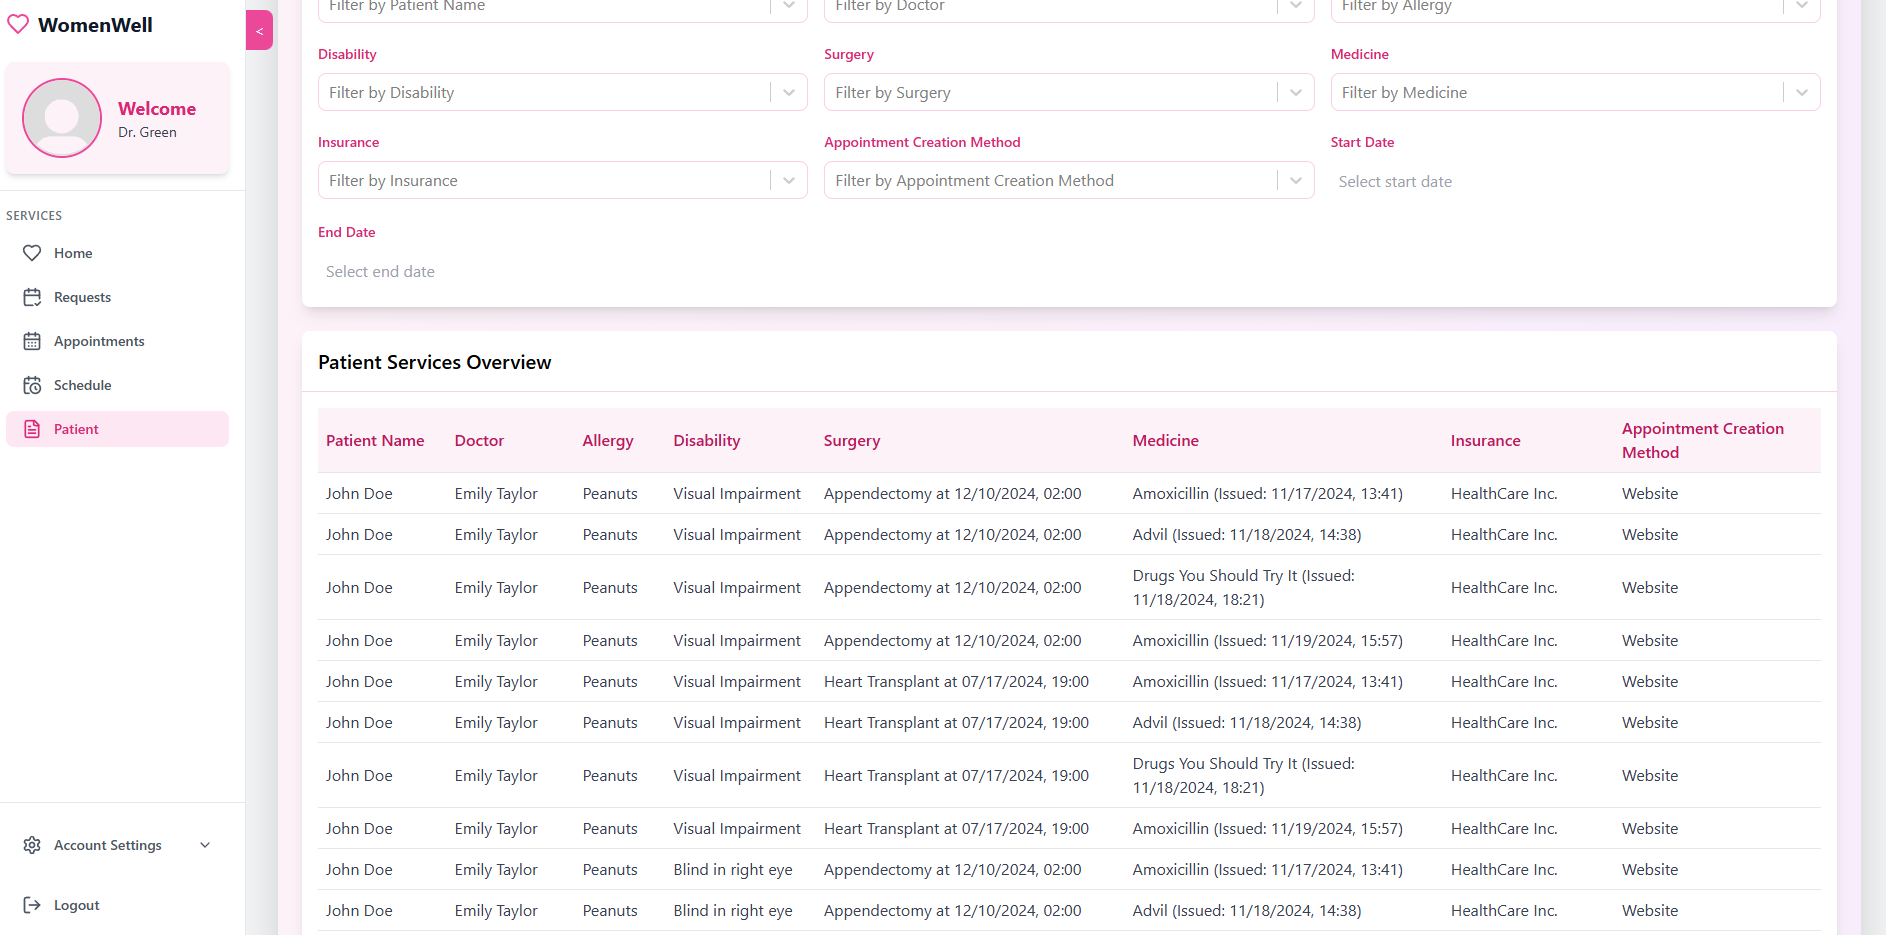 WomenWell
<
Welcome
Dr. Green
SERVICES
Home
Requests
Appointments
Schedule
Patient
Account Settings
Logout
Filter by Patient Name
Filter by Doctor
Filter by Allergy
Disability
Surgery
Medicine
Filter by Disability
Filter by Surgery
Filter by Medicine
Insurance
Appointment Creation Method
Start Date
Filter by Insurance
Filter by Appointment Creation Method
Select start date
End Date
Select end date
Patient Services Overview
Patient Name Doctor Allergy Disability Surgery Medicine Insurance Appointment Creation
Method
John Doe Emily Taylor Peanuts Visual Impairment Appendectomy at 12/10/2024, 02:00 Amoxicillin (Issued: 11/17/2024, 13:41) HealthCare Inc. Website
John Doe Emily Taylor Peanuts Visual Impairment Appendectomy at 12/10/2024, 02:00 Advil (Issued: 11/18/2024, 14:38) HealthCare Inc. Website
John Doe Emily Taylor Peanuts Visual Impairment Appendectomy at 12/10/2024, 02:00 Drugs You Should Try It (Issued:
11/18/2024, 18:21) HealthCare Inc. Website
John Doe Emily Taylor Peanuts Visual Impairment Appendectomy at 12/10/2024, 02:00 Amoxicillin (Issued: 11/19/2024, 15:57) HealthCare Inc. Website
John Doe Emily Taylor Peanuts Visual Impairment Heart Transplant at 07/17/2024, 19:00 Amoxicillin (Issued: 11/17/2024, 13:41) HealthCare Inc. Website
John Doe Emily Taylor Peanuts Visual Impairment Heart Transplant at 07/17/2024, 19:00 Advil (Issued: 11/18/2024, 14:38) HealthCare Inc. Website
John Doe Emily Taylor Peanuts Visual Impairment Heart Transplant at 07/17/2024, 19:00 Drugs You Should Try It (Issued:
11/18/2024, 18:21) HealthCare Inc. Website
John Doe Emily Taylor Peanuts Visual Impairment Heart Transplant at 07/17/2024, 19:00 Amoxicillin (Issued: 11/19/2024, 15:57) HealthCare Inc. Website
John Doe Emily Taylor Peanuts Blind in right eye Appendectomy at 12/10/2024, 02:00 Amoxicillin (Issued: 11/17/2024, 13:41) HealthCare Inc. Website
John Doe Emily Taylor Peanuts Blind in right eye Appendectomy at 12/10/2024, 02:00 Advil (Issued: 11/18/2024, 14:38) HealthCare Inc. Website